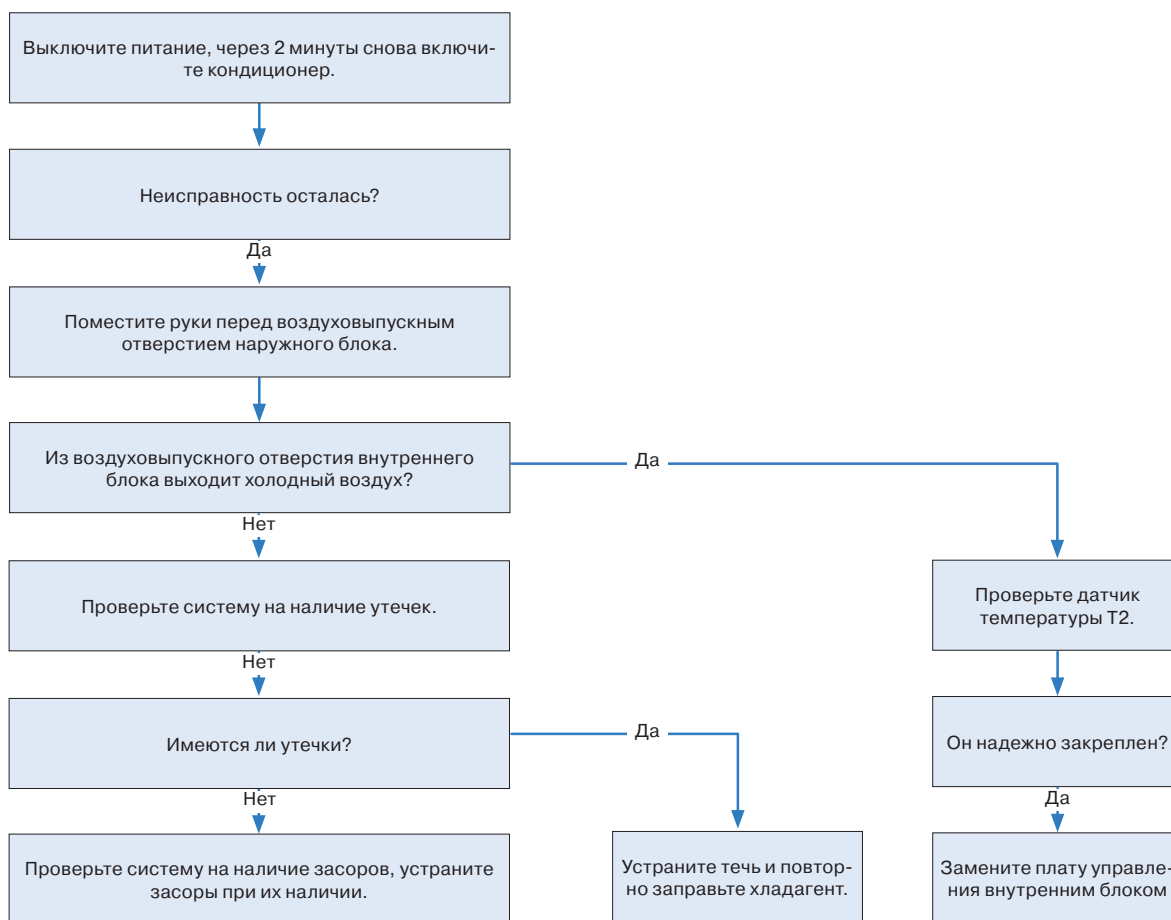 Выключите питание, через 2 минуты снова включи-
те кондиционер.
Неисправность осталась?
Да
Поместите руки перед воздуховыпускным
отверстием наружного блока.
Из воздуховыпускного отверстия внутреннего
блока выходит холодный воздух?
Да
Нет
Проверьте систему на наличие утечек.
Проверьте датчик
температуры T2.
Нет
Имеются ли утечки?
Да
Он надежно закреплен?
Нет
Да
Проверьте систему на наличие засоров, устраните
засоры при их наличии.
Устраните течь и повтор-
но заправьте хладагент.
Замените плату управле-
ния внутренним блоком